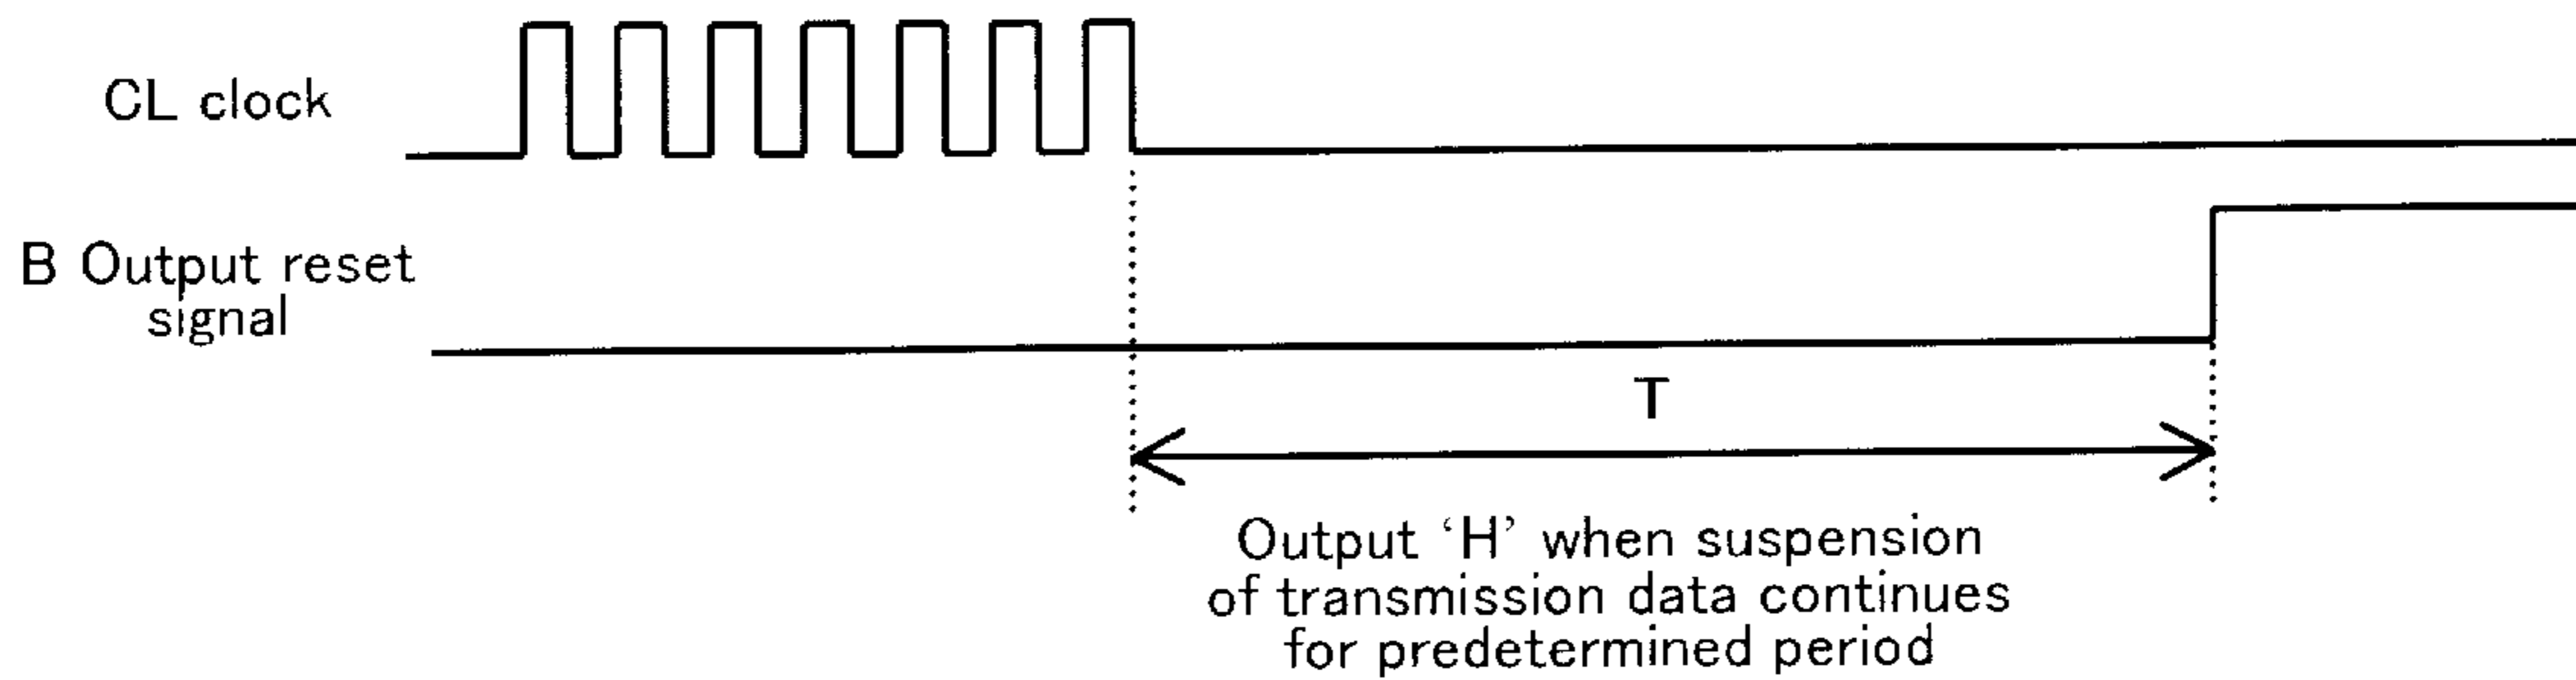 CL clock
B Output reset
signal
T
Output ‘H’ when suspension
of transmission data continues
for predetermined period